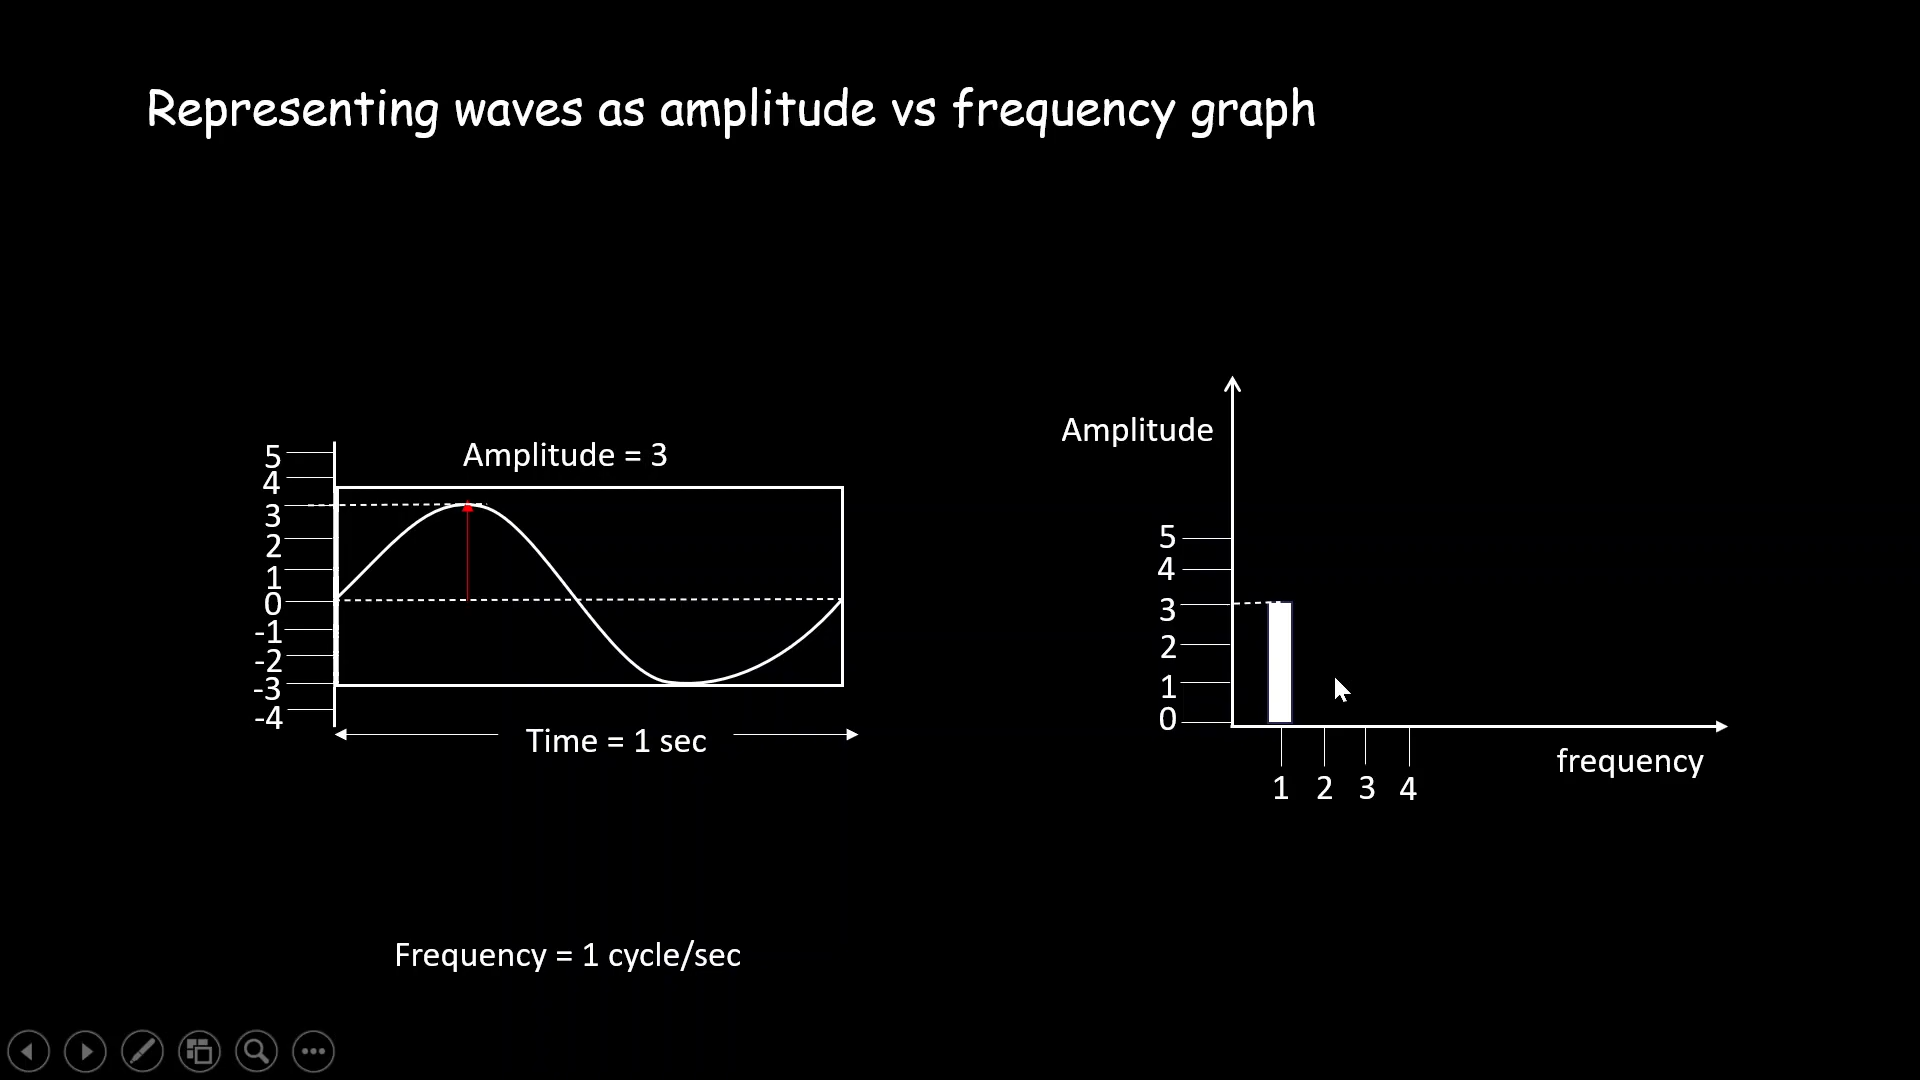 Representing waves as amplitude vs frequency graph
Amplitude = 3
5
4
3
2
1
0
-1
-2
-3
-4
Time = 1 sec
Frequency = 1 cycle/sec
Amplitude
5
4
3
2
1
0
1 2 3 4
frequency